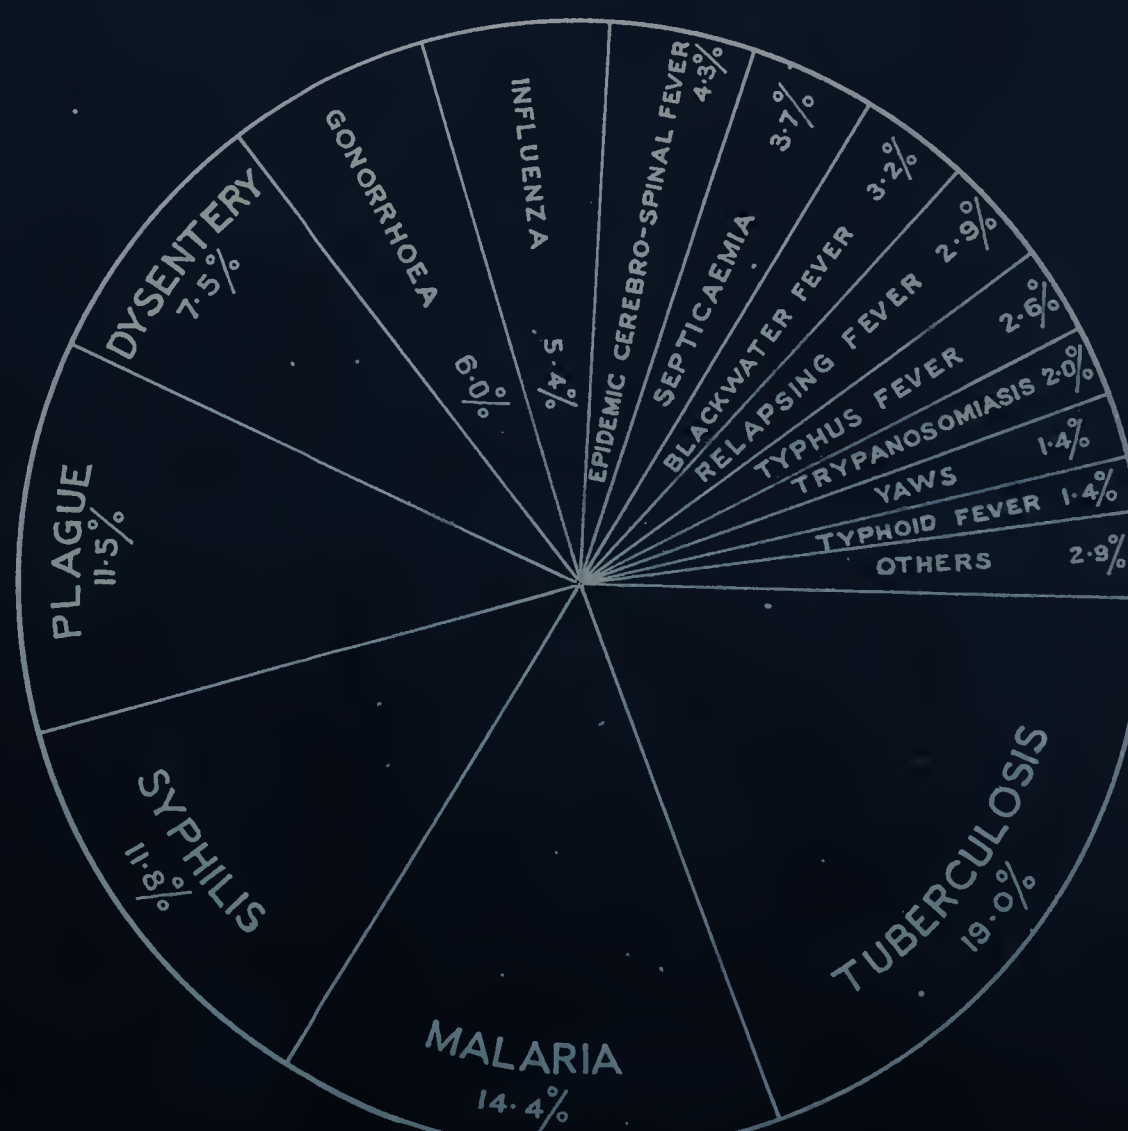 INFLUENZA
5.4%
EPIDEMIC CEREBRO-SPINAL FEVER
4.3%
SEPTICAEMIA
3.7%
BLACKWATER FEVER
3.2%
RELAPSING FEVER
2.9%
TYPHUS FEVER
2.6%
TRYPANOSOMIASIS 2.0%
YAWS
1.4%
TYPHOID FEVER 1.4%
OTHERS
2.9%
TUBERCULOSIS
19.0%
MALARIA
14.4%
SYPHILIS
11.8%
PLAGUE
11.5%
DYSENTERY
7.5%
GONORRHOEA
6.0%